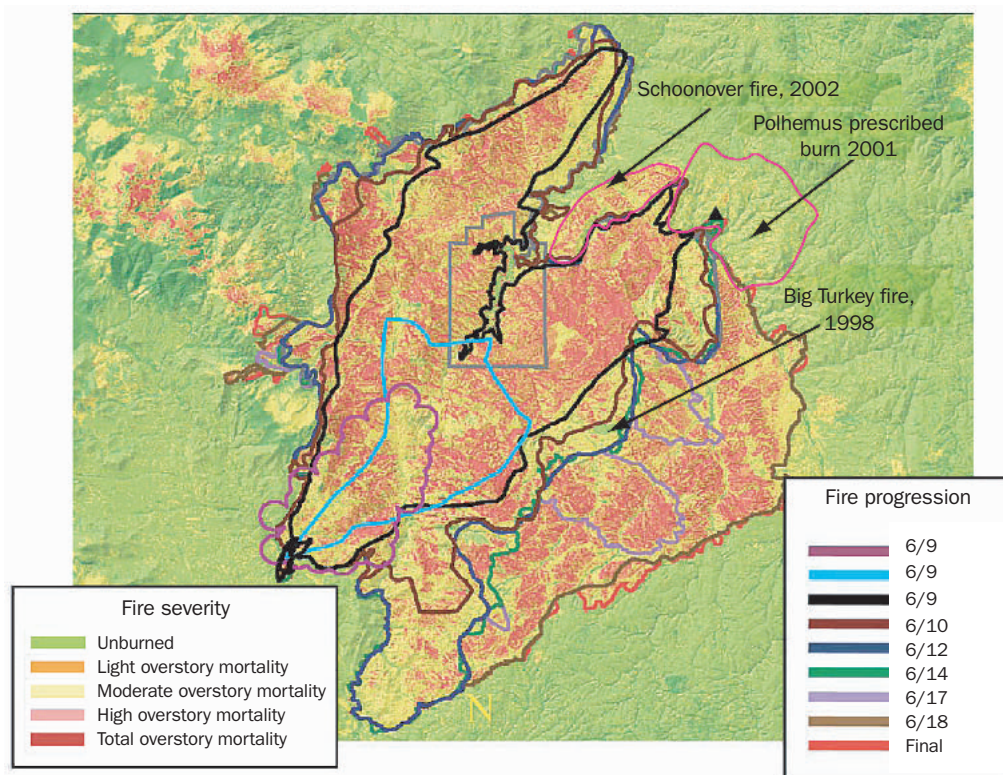 Schoonover fire, 2002
Polhemus prescribed
burn 2001
Big Turkey fire,
1998
N
Fire severity
Unburned
Light overstory mortality
Moderate overstory mortality
High overstory mortality
Total overstory mortality
Fire progression
6/9
6/9
6/9
6/10
6/12
6/14
6/17
6/18
Final